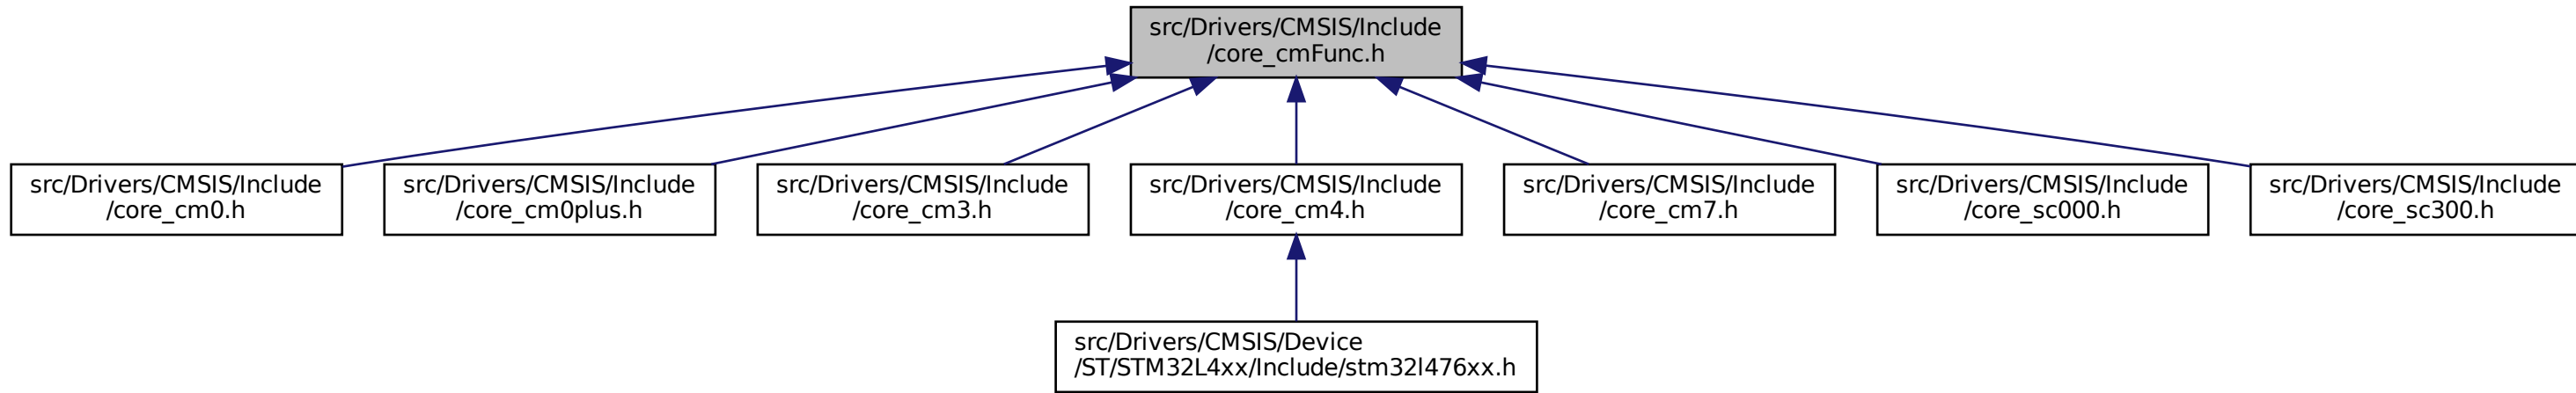 src/Drivers/CMSIS/Include
/core_cmFunc.h
src/Drivers/CMSIS/Include
/core_cm0.h
src/Drivers/CMSIS/Include
/core_cm0plus.h
src/Drivers/CMSIS/Include
/core_cm3.h
src/Drivers/CMSIS/Include
/core_cm4.h
src/Drivers/CMSIS/Include
/core_cm7.h
src/Drivers/CMSIS/Include
/core_sc000.h
src/Drivers/CMSIS/Include
/core_sc300.h
src/Drivers/CMSIS/Device
/ST/STM32L4xx/Include/stm32l476xx.h